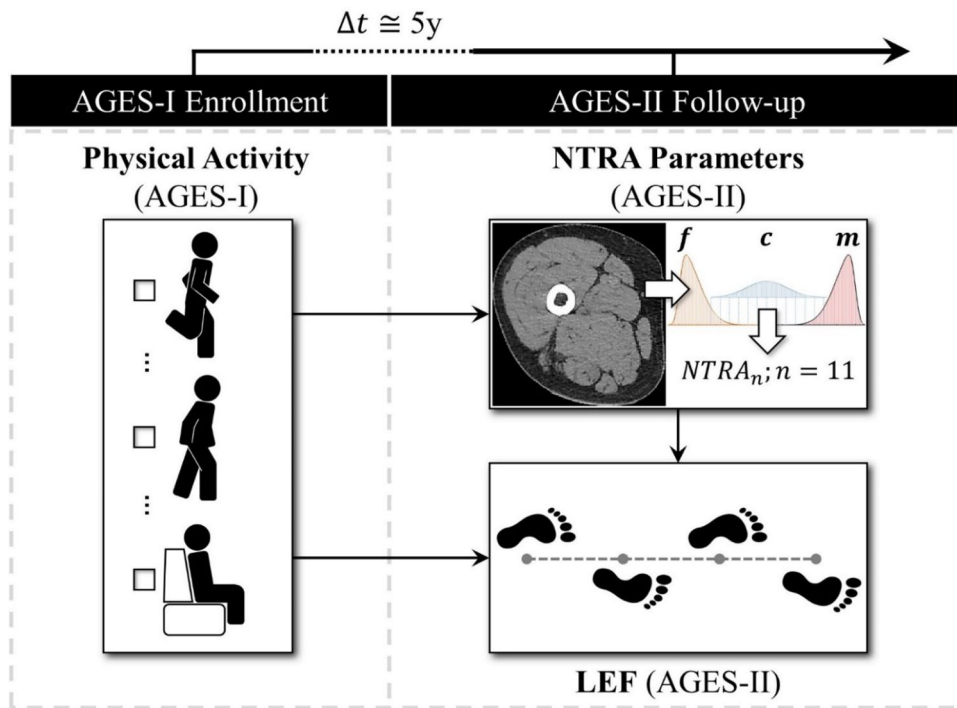 Δt ≅ 5y
AGES-I Enrollment
AGES-II Follow-up
Physical Activity
(AGES-I)
...
...
NTRA Parameters
(AGES-II)
f c m
NTRAₙ; n = 11
LEF (AGES-II)